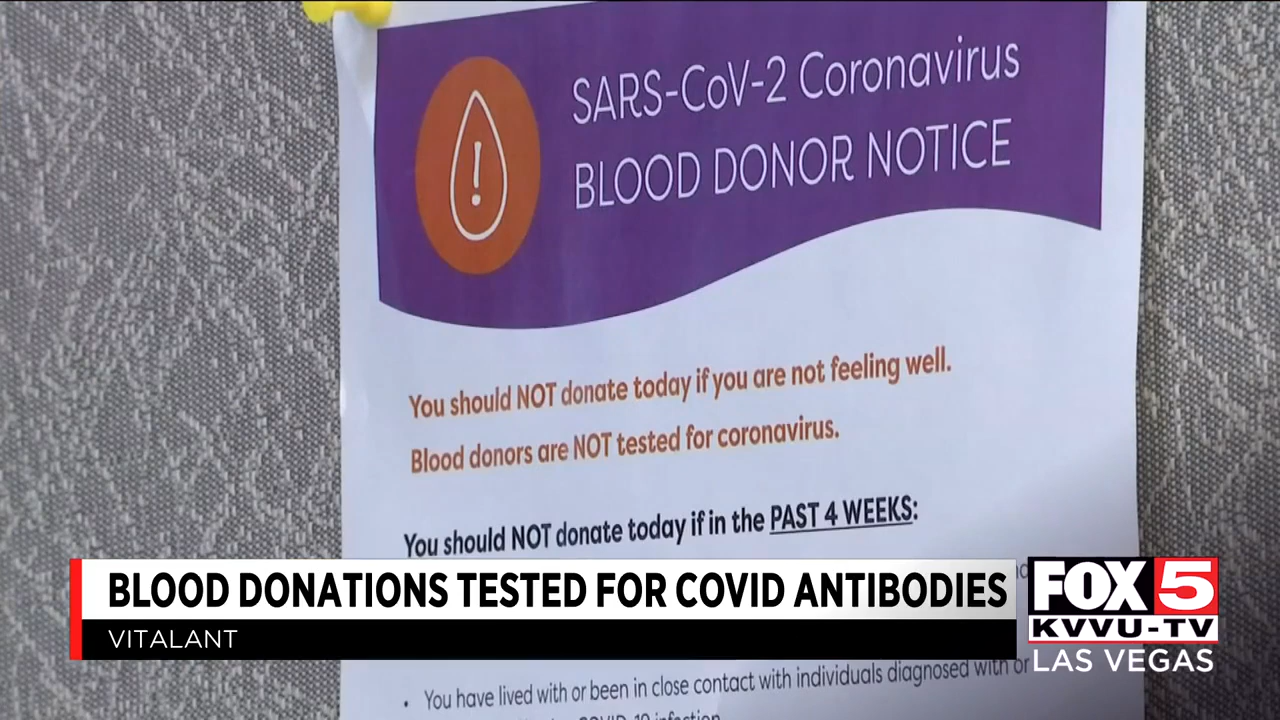 SARS-CoV-2 Coronavirus
BLOOD DONOR NOTICE
!
You should NOT donate today if you are not feeling well.
Blood donors are NOT tested for coronavirus.
You should NOT donate today if in the PAST 4 WEEKS:
BLOOD DONATIONS TESTED FOR COVID ANTIBODIES
VITALANT
FOX 5
KVVU-TV
LAS VEGAS
• You have lived with or been in close contact with individuals diagnosed with or
COVID-19 infection